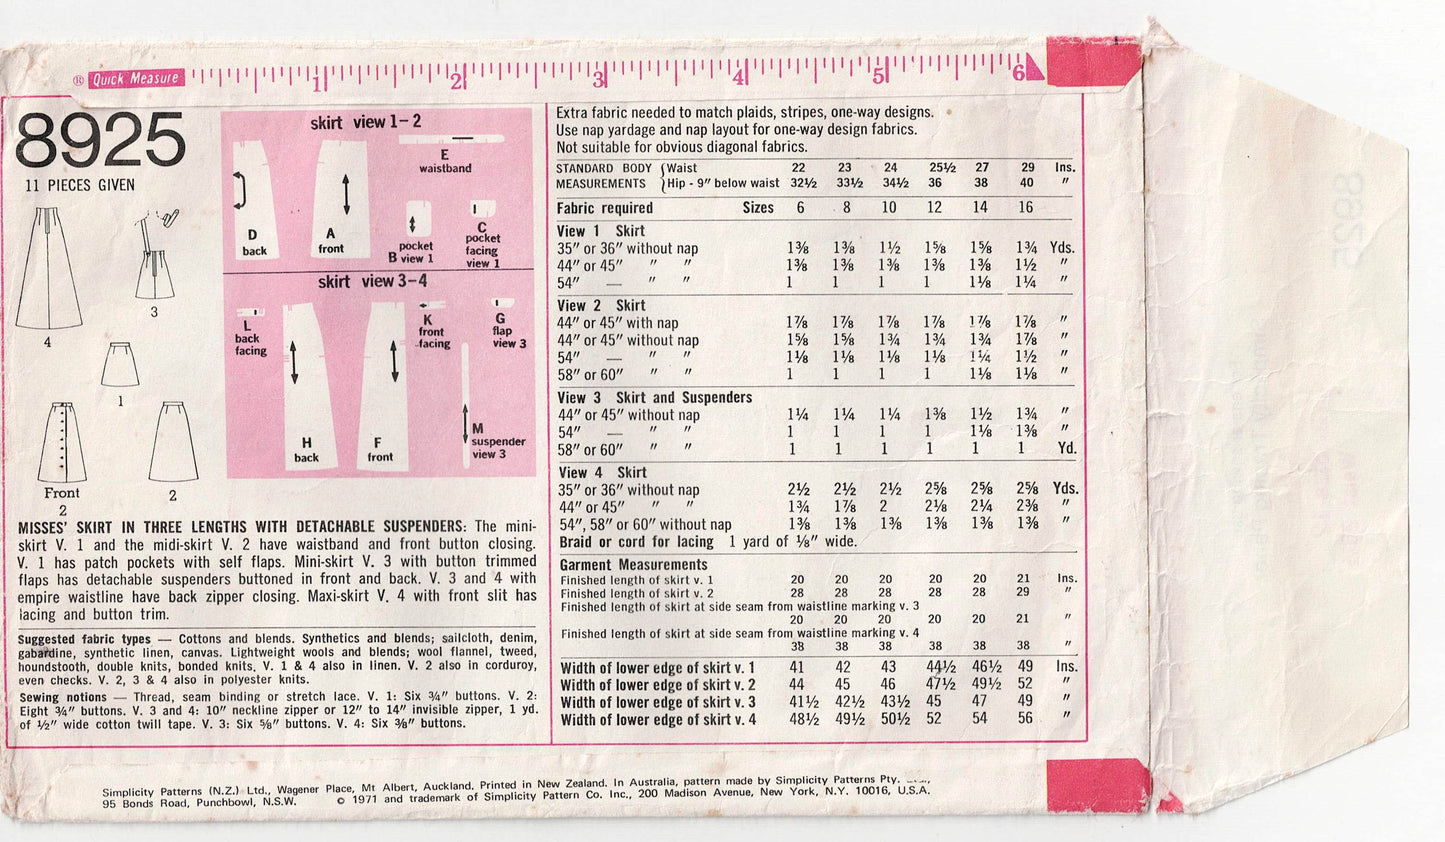 ® Quick Measure 1 2 3 4 5 6
8925
11 PIECES GIVEN
4
3
1
Front
2
2
skirt view 1-2
E
waistband
D
back
A
front
pocket
B view 1
C
pocket
facing
view 1
skirt view 3-4
L
back
facing
K
front
facing
G
flap
view 3
H
back
F
front
M
suspender
view 3
MISSES' SKIRT IN THREE LENGTHS WITH DETACHABLE SUSPENDERS: The mini-
skirt V. 1 and the midi-skirt V. 2 have waistband and front button closing.
V. 1 has patch pockets with self flaps. Mini-skirt V. 3 with button trimmed
flaps has detachable suspenders buttoned in front and back. V. 3 and 4 with
empire waistline have back zipper closing. Maxi-skirt V. 4 with front slit has
lacing and button trim.
Suggested fabric types — Cottons and blends. Synthetics and blends; sailcloth, denim,
gabardine, synthetic linen, canvas. Lightweight wools and blends; wool flannel, tweed,
houndstooth, double knits, bonded knits. V. 1 & 4 also in linen. V. 2 also in corduroy,
even checks. V. 2, 3 & 4 also in polyester knits.
Sewing notions — Thread, seam binding or stretch lace. V. 1: Six ¾" buttons. V. 2:
Eight ¾" buttons. V. 3 and 4: 10" neckline zipper or 12" to 14" invisible zipper, 1 yd.
of ½" wide cotton twill tape. V. 3: Six ⅝" buttons. V. 4: Six ⅜" buttons.
Extra fabric needed to match plaids, stripes, one-way designs.
Use nap yardage and nap layout for one-way design fabrics.
Not suitable for obvious diagonal fabrics.
STANDARD BODY { Waist 22 23 24 25½ 27 29 Ins.
MEASUREMENTS { Hip - 9" below waist 32½ 33½ 34½ 36 38 40 "
Fabric required Sizes 6 8 10 12 14 16
View 1 Skirt
35" or 36" without nap 1⅜ 1⅜ 1½ 1⅝ 1⅝ 1¾ Yds.
44" or 45" " " 1⅜ 1⅜ 1⅜ 1⅜ 1⅜ 1½ "
54" — " " 1 1 1 1 1⅛ 1¼ "
View 2 Skirt
44" or 45" with nap 1⅞ 1⅞ 1⅞ 1⅞ 1⅞ 1⅞ "
44" or 45" without nap 1⅝ 1⅝ 1¾ 1¾ 1¾ 1⅞ "
54" — " " 1⅛ 1⅛ 1⅛ 1⅛ 1¼ 1½ "
58" or 60" " " 1 1 1 1 1⅛ 1⅛ "
View 3 Skirt and Suspenders
44" or 45" without nap 1¼ 1¼ 1¼ 1⅜ 1½ 1¾ "
54" — " " 1 1 1 1 1⅛ 1⅜ "
58" or 60" " " 1 1 1 1 1 1 Yd.
View 4 Skirt
35" or 36" without nap 2½ 2½ 2½ 2⅝ 2⅝ 2⅝ Yds.
44" or 45" " " 1¾ 1⅞ 2 2⅛ 2¼ 2⅜ "
54", 58" or 60" without nap 1⅜ 1⅜ 1⅜ 1⅜ 1⅜ 1⅜ "
Braid or cord for lacing 1 yard of ⅛" wide.
Garment Measurements
Finished length of skirt v. 1 20 20 20 20 20 21 Ins.
Finished length of skirt v. 2 28 28 28 28 28 29 "
Finished length of skirt at side seam from waistline marking v. 3
20 20 20 20 20 21 "
Finished length of skirt at side seam from waistline marking v. 4
38 38 38 38 38 38 "
Width of lower edge of skirt v. 1 41 42 43 44½ 46½ 49 Ins.
Width of lower edge of skirt v. 2 44 45 46 47½ 49½ 52 "
Width of lower edge of skirt v. 3 41½ 42½ 43½ 45 47 49 "
Width of lower edge of skirt v. 4 48½ 49½ 50½ 52 54 56 "
Simplicity Patterns (N.Z.) Ltd., Wagener Place, Mt Albert, Auckland. Printed in New Zealand. In Australia, pattern made by Simplicity Patterns Pty.
95 Bonds Road, Punchbowl, N.S.W. © 1971 and trademark of Simplicity Pattern Co. Inc., 200 Madison Avenue, New York, N.Y. 10016, U.S.A.
8925